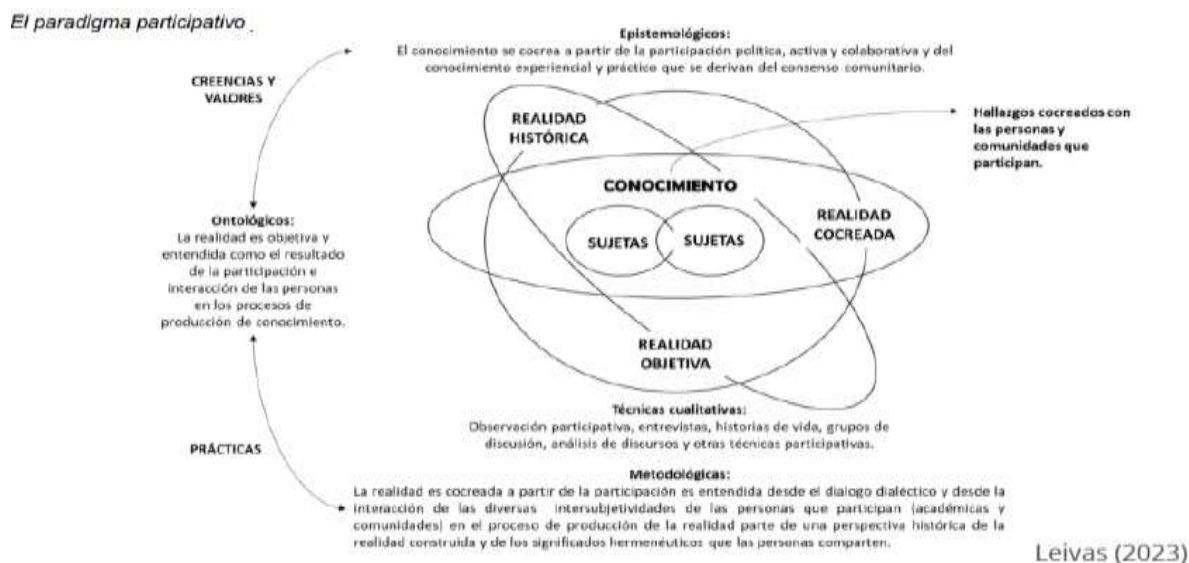 El paradigma participativo.
Epistemológicos:
El conocimiento se cocrea a partir de la participación política, activa y colaborativa y del
conocimiento experiencial y práctico que se derivan del consenso comunitario.
CREENCIAS Y
VALORES
REALIDAD
HISTÓRICA
Hallazgos cocreados con
las personas y
comunidades que
participan.
CONOCIMIENTO
SUJETAS
SUJETAS
REALIDAD
COCREADA
Ontológicos:
La realidad es objetiva y
entendida como el resultado
de la participación e
interacción de las personas
en los procesos de
producción de conocimiento.
REALIDAD
OBJETIVA
Técnicas cualitativas:
Observación participativa, entrevistas, historias de vida, grupos de
discusión, análisis de discursos y otras técnicas participativas.
PRÁCTICAS
Metodológicas:
La realidad es cocreada a partir de la participación es entendida desde el dialogo dialéctico y desde la
interacción de las diversas intersubjetividades de las personas que participan (académicas y
comunidades) en el proceso de producción de la realidad parte de una perspectiva histórica de la
realidad construida y de los significados hermenéuticos que las personas comparten.
Leivas (2023)